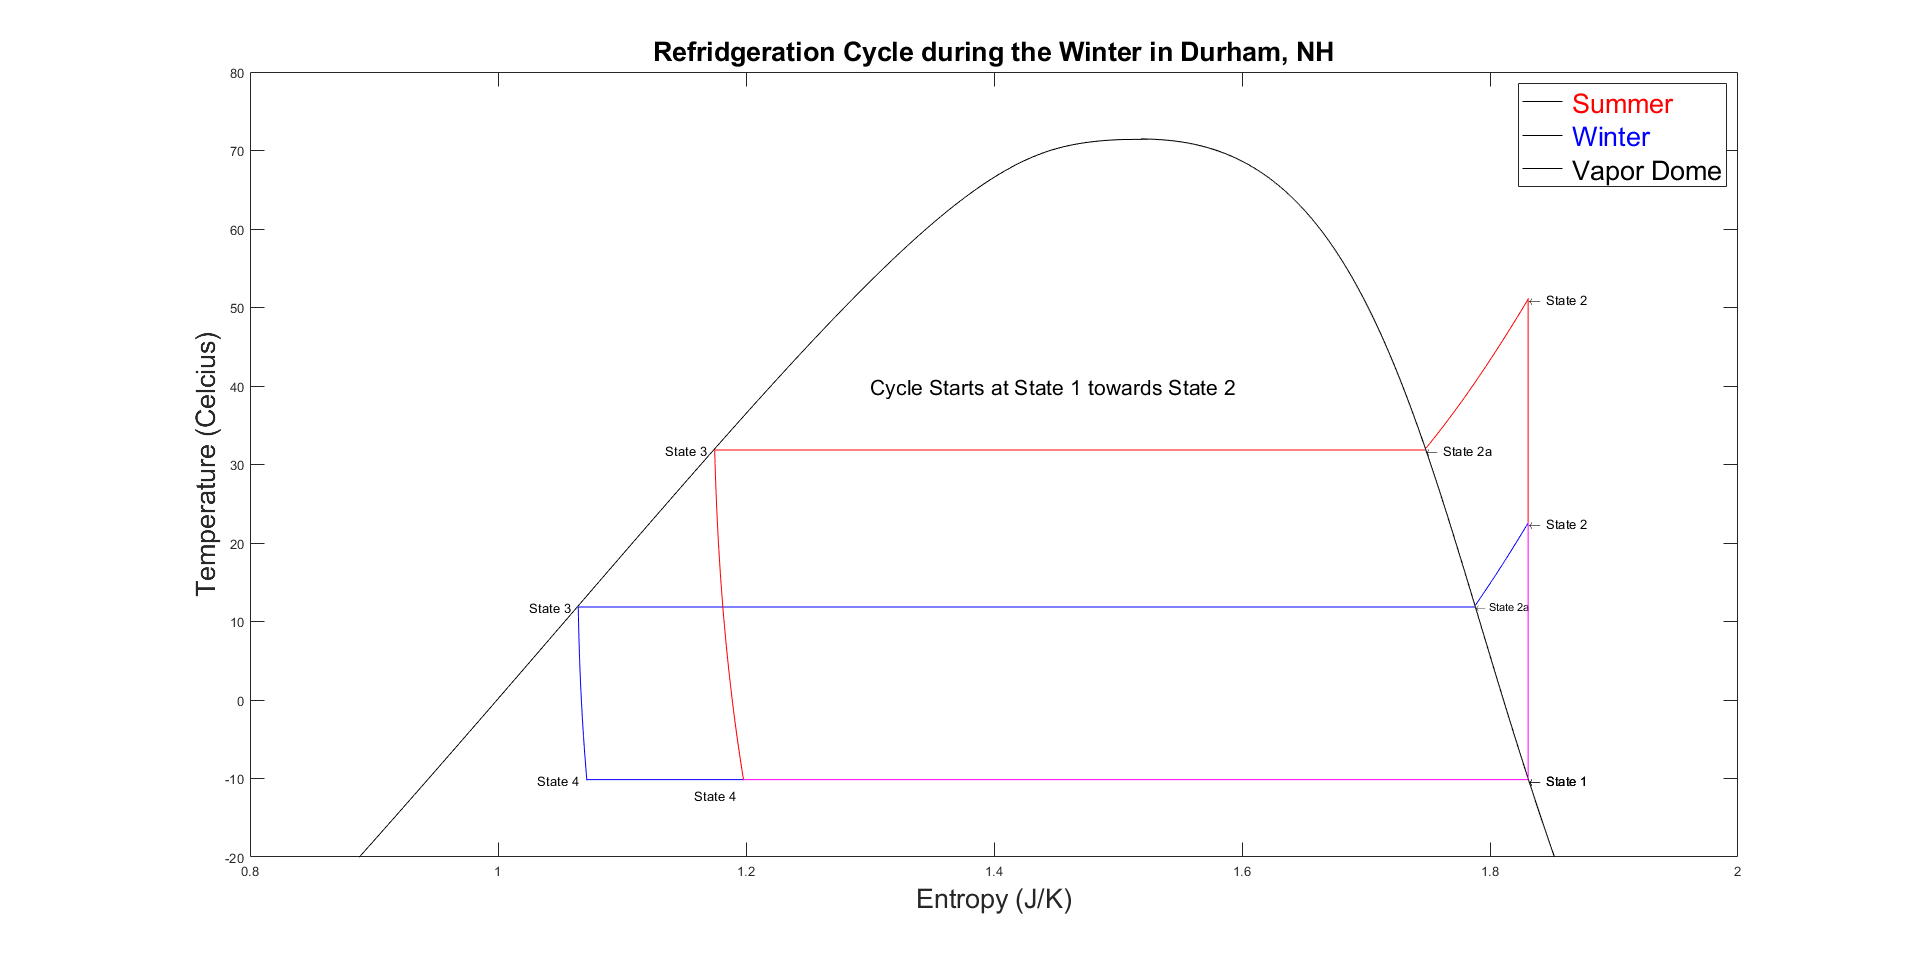 Refridgeration Cycle during the Winter in Durham, NH
80
70
60
50
40
30
20
10
0
-10
-20
Temperature (Celcius)
Summer
Winter
Vapor Dome
State 2
Cycle Starts at State 1 towards State 2
State 3
State 2a
State 2
State 3
State 2a
State 4
State 1
State 4
0.8
1
1.2
1.4
1.6
1.8
2
Entropy (J/K)